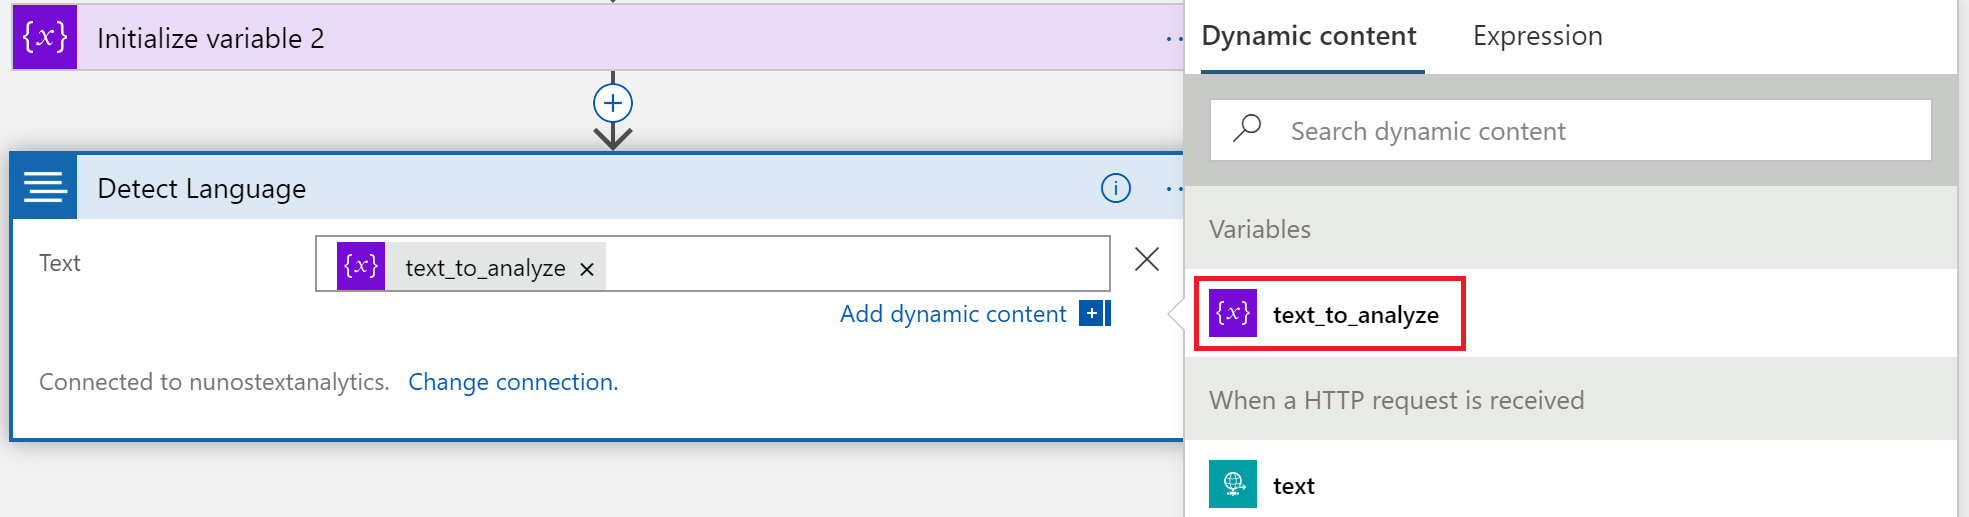 {x} Initialize variable 2
Detect Language
Text
{x} text_to_analyze ×
Add dynamic content
Connected to nunostextanalytics. Change connection.
Dynamic content
Expression
Search dynamic content
Variables
{x} text_to_analyze
When a HTTP request is received
text